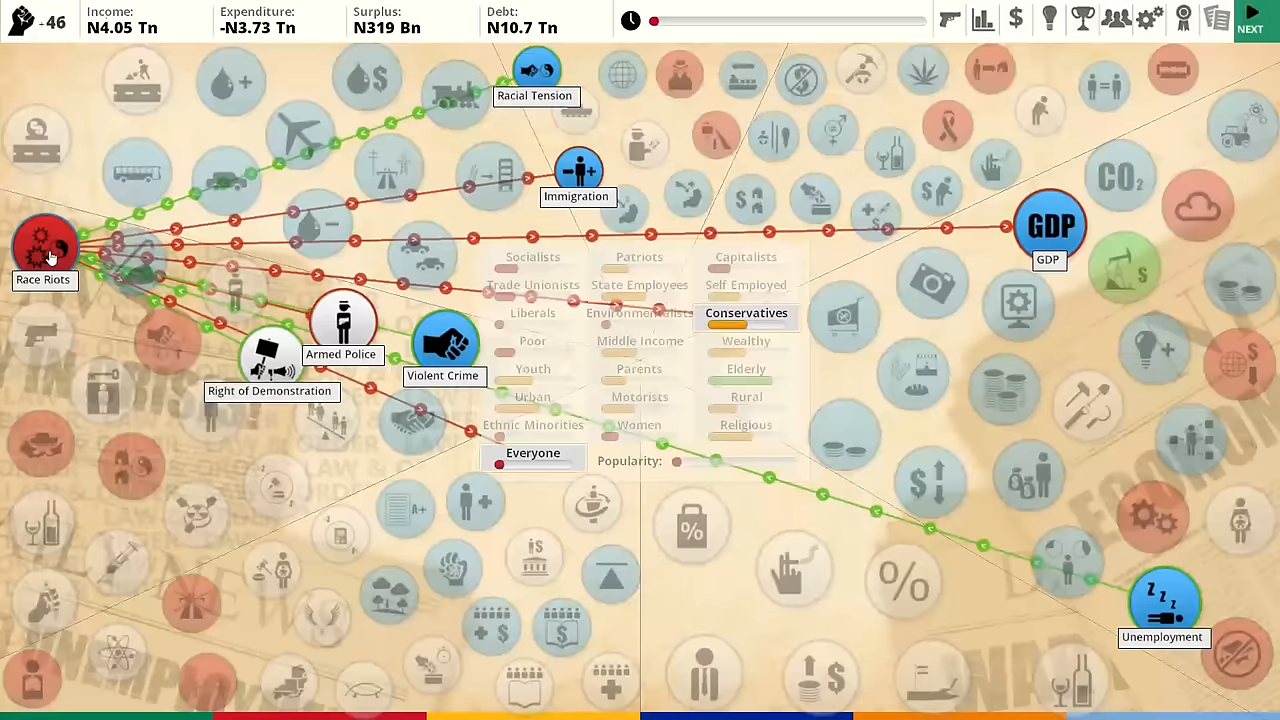 +46
Income:
N4.05 Tn
Expenditure:
-N3.73 Tn
Surplus:
N319 Bn
Debt:
N10.7 Tn
NEXT
Racial Tension
Immigration
GDP
GDP
Race Riots
Armed Police
Violent Crime
Right of Demonstration
Unemployment
Socialists
Patriots
Capitalists
Trade Unionists
State Employees
Self Employed
Liberals
Environmentalists
Conservatives
Poor
Middle Income
Wealthy
Youth
Parents
Elderly
Urban
Motorists
Rural
Ethnic Minorities
Women
Religious
Everyone
Popularity:
CO2
A+
%
%
$
ECONOMY